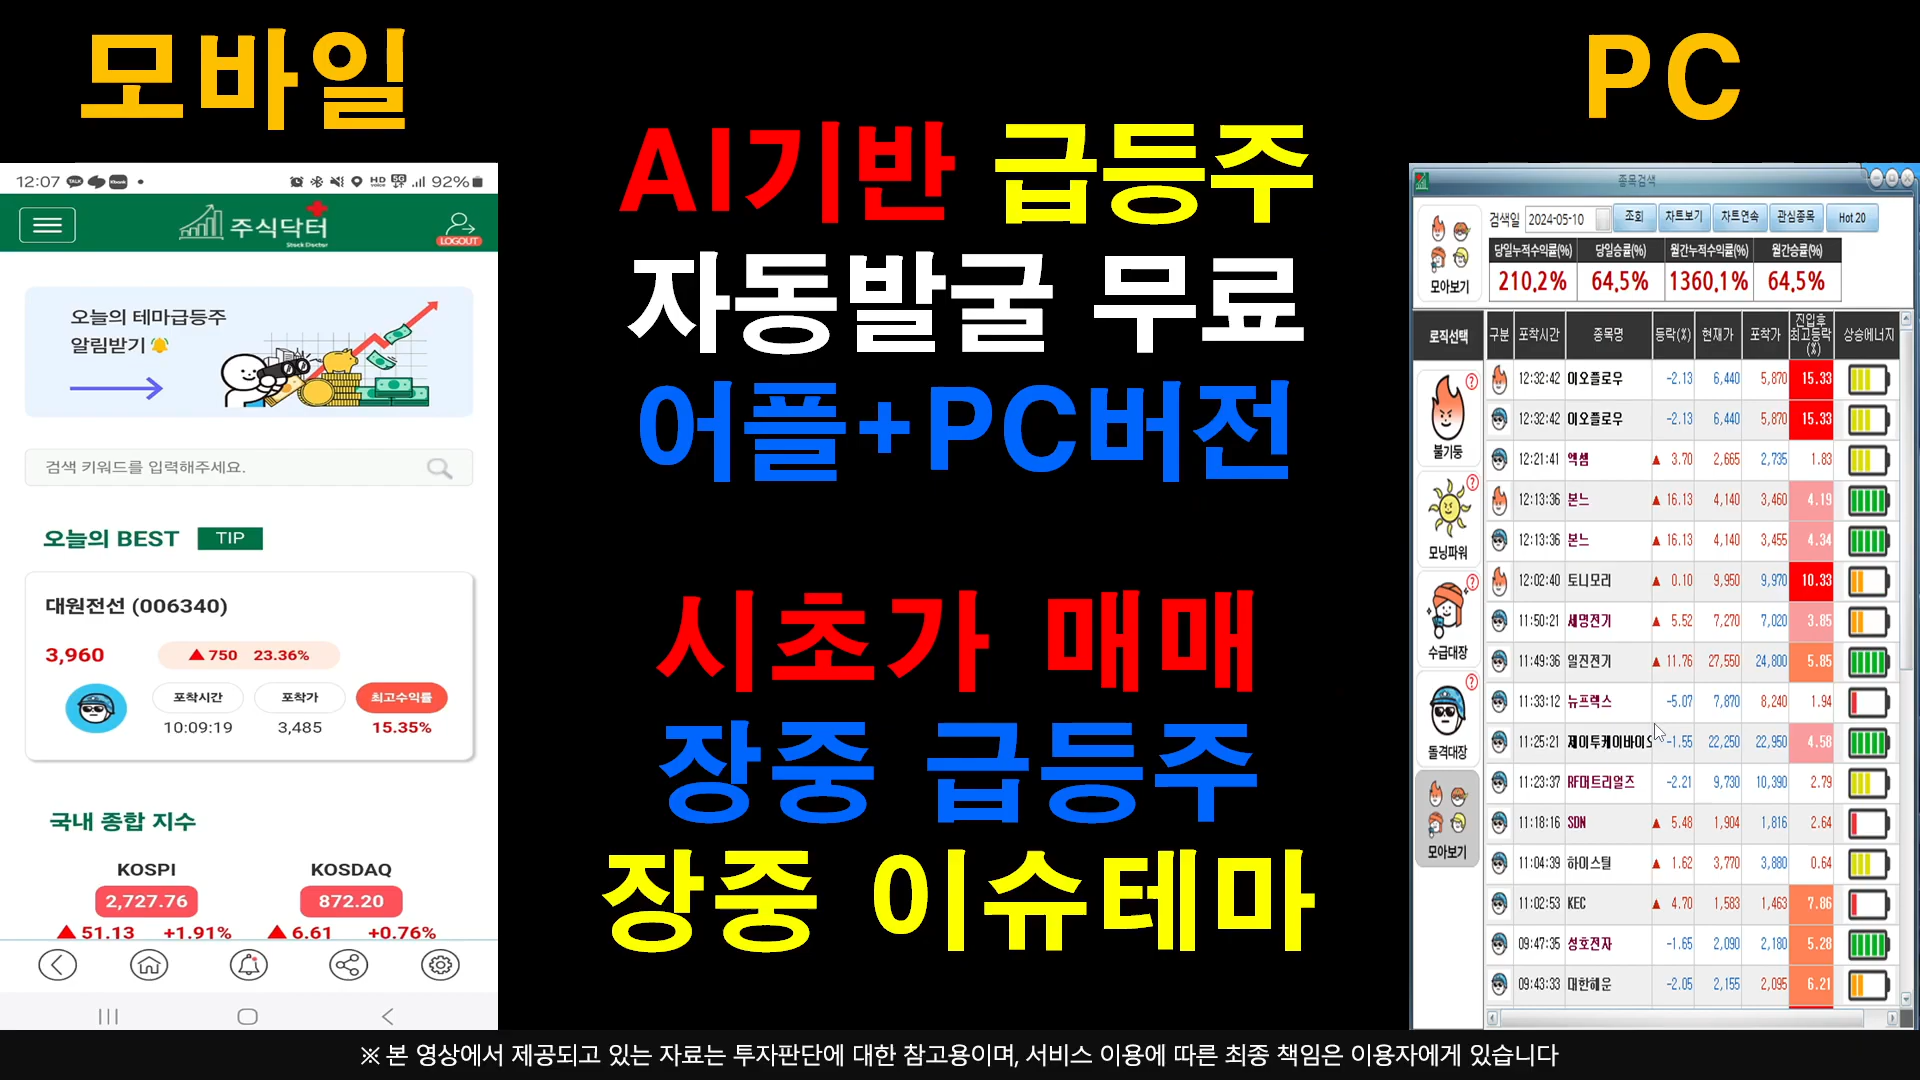 모바일
PC
AI기반 급등주
자동발굴 무료
어플+PC버전
시초가 매매
장중 급등주
장중 이슈테마
12:07
HD
5G
92%
주식닥터
Stock Doctor
LOGOUT
오늘의 테마급등주
알림받기
검색 키워드를 입력해주세요.
오늘의 BEST TIP
대원전선 (006340)
3,960 ▲ 750 23.36%
포착시간 포착가 최고수익률
10:09:19 3,485 15.35%
국내 종합 지수
KOSPI KOSDAQ
2,727.76 872.20
▲ 51.13 +1.91% ▲ 6.61 +0.76%
종목검색
모아보기
검색일 2024-05-10 조회 차트보기 차트연속 관심종목 Hot 20
당일누적수익률(%) 당일승률(%) 월간누적수익률(%) 월간승률(%)
210.2% 64.5% 1360.1% 64.5%
로직선택
불기둥
모닝파워
수급대장
돌격대장
모아보기
구분 포착시간 종목명 등락(%) 현재가 포착가 진입후 최고등락 (%) 상승에너지
12:32:42 이오플로우 -2.13 6,440 5,870 15.33
12:32:42 이오플로우 -2.13 6,440 5,870 15.33
12:21:41 엑셈 ▲ 3.70 2,665 2,735 1.83
12:13:36 본느 ▲ 16.13 4,140 3,460 4.19
12:13:36 본느 ▲ 16.13 4,140 3,455 4.34
12:02:40 토니모리 ▲ 0.10 9,950 9,970 10.33
11:50:21 세명전기 ▲ 5.52 7,270 7,020 3.85
11:49:36 일진전기 ▲ 11.76 27,550 24,800 5.85
11:33:12 뉴프렉스 -5.07 7,870 8,240 1.94
11:25:21 제이투케이바이오 -1.55 22,250 22,950 4.58
11:23:37 RF머트리얼즈 -2.21 9,730 10,390 2.79
11:18:16 SDN ▲ 5.48 1,904 1,816 2.64
11:04:39 하이스틸 ▲ 1.62 3,770 3,880 0.64
11:02:53 KEC ▲ 4.70 1,583 1,463 7.86
09:47:35 성호전자 -1.65 2,090 2,180 5.28
09:43:33 대한해운 -2.05 2,155 2,095 6.21
※ 본 영상에서 제공되고 있는 자료는 투자판단에 대한 참고용이며, 서비스 이용에 따른 최종 책임은 이용자에게 있습니다